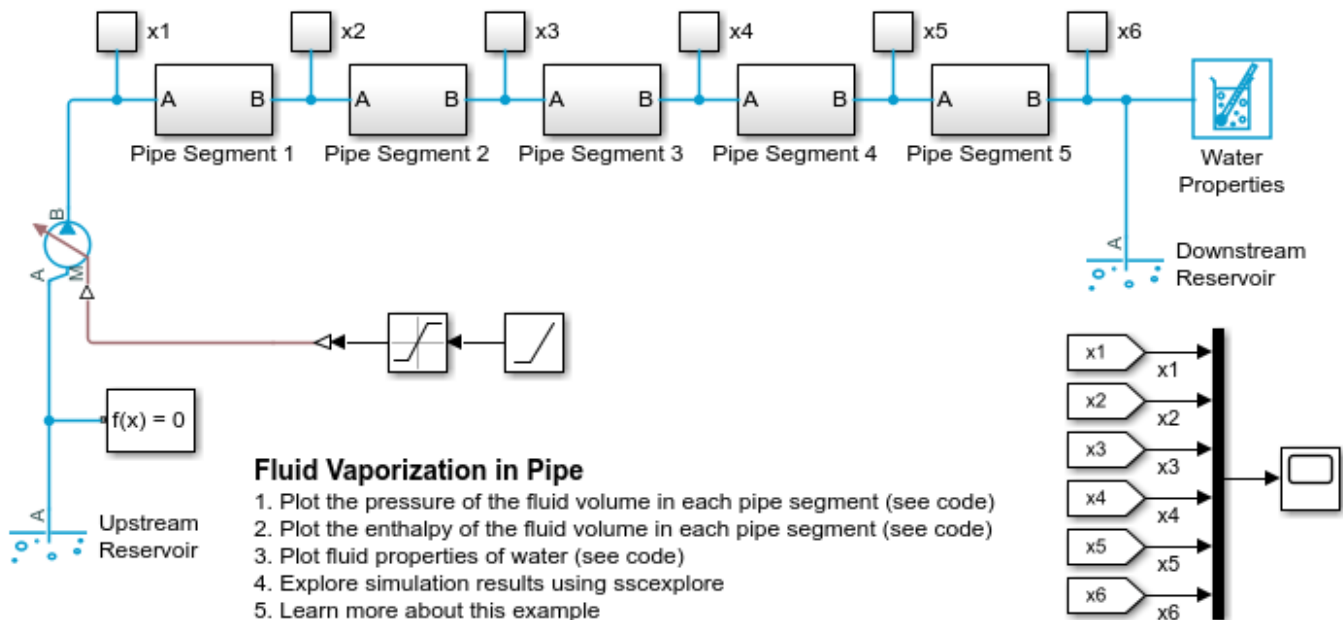 x1 x2 x3 x4 x5 x6
A B A B A B A B A B
Pipe Segment 1 Pipe Segment 2 Pipe Segment 3 Pipe Segment 4 Pipe Segment 5
Water
Properties
B
A M
A
Downstream
Reservoir
f(x) = 0
A
Upstream
Reservoir
Fluid Vaporization in Pipe
1. Plot the pressure of the fluid volume in each pipe segment (see code)
2. Plot the enthalpy of the fluid volume in each pipe segment (see code)
3. Plot fluid properties of water (see code)
4. Explore simulation results using sscexplore
5. Learn more about this example
x1
x1
x2
x2
x3
x3
x4
x4
x5
x5
x6
x6